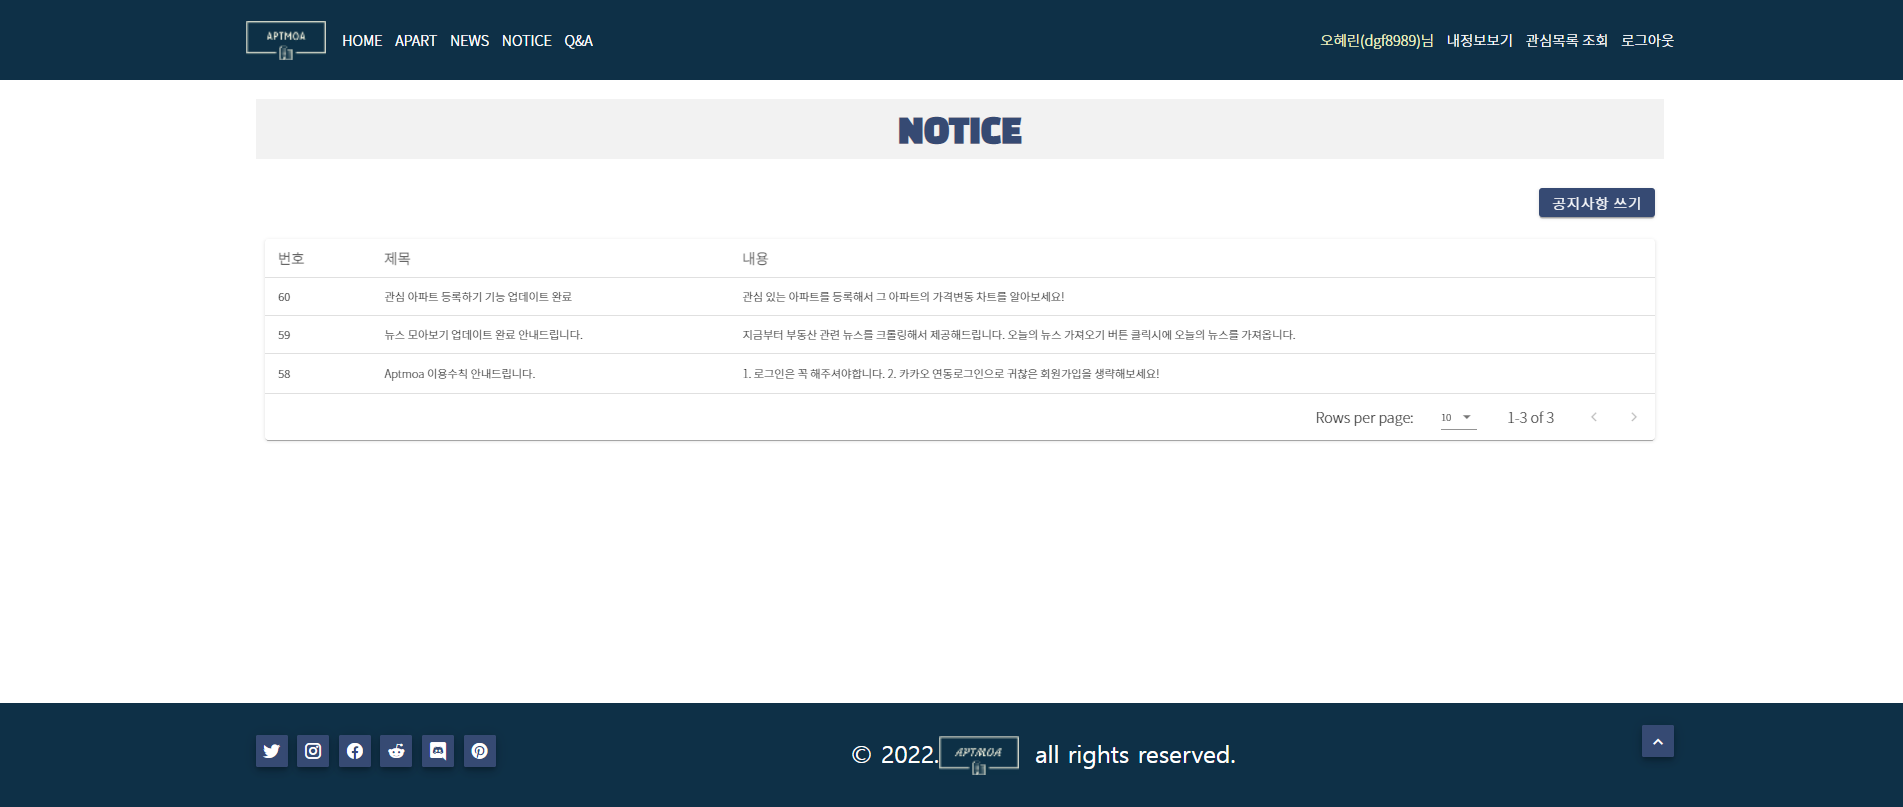 APTMOA HOME APART NEWS NOTICE Q&A 오혜린(dgf8989)님 내정보보기 관심목록 조회 로그아웃
NOTICE
공지사항 쓰기
번호 제목 내용
60 관심 아파트 등록하기 기능 업데이트 완료 관심 있는 아파트를 등록해서 그 아파트의 가격변동 차트를 알아보세요!
59 뉴스 모아보기 업데이트 완료 안내드립니다. 지금부터 부동산 관련 뉴스를 크롤링해서 제공해드립니다. 오늘의 뉴스 가져오기 버튼 클릭시에 오늘의 뉴스를 가져옵니다.
58 Aptmoa 이용수칙 안내드립니다. 1. 로그인은 꼭 해주셔야합니다. 2. 카카오 연동로그인으로 귀찮은 회원가입을 생략해보세요!
Rows per page: 10 1-3 of 3
© 2022. APTMOA all rights reserved.